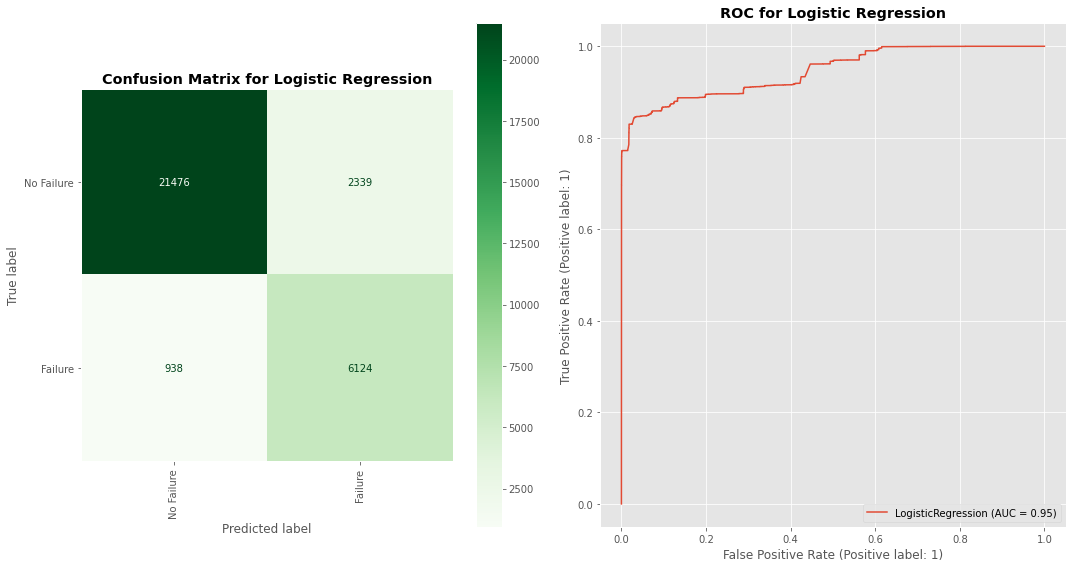 Confusion Matrix for Logistic Regression
True label
No Failure
Failure
21476
2339
938
6124
No Failure
Failure
Predicted label
20000
17500
15000
12500
10000
7500
5000
2500
ROC for Logistic Regression
True Positive Rate (Positive label: 1)
1.0
0.8
0.6
0.4
0.2
0.0
LogisticRegression (AUC = 0.95)
0.0
0.2
0.4
0.6
0.8
1.0
False Positive Rate (Positive label: 1)